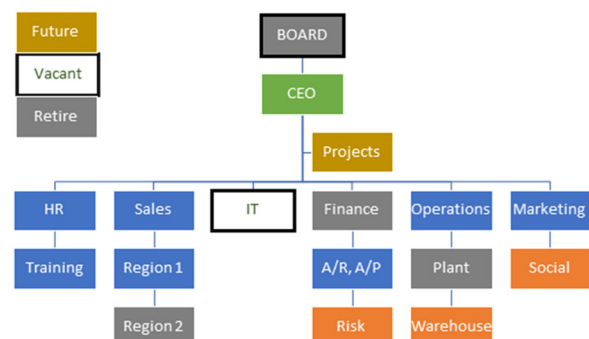 Future
Vacant
Retire
BOARD
CEO
Projects
HR
Sales
IT
Finance
Operations
Marketing
Training
Region 1
A/R, A/P
Plant
Social
Region 2
Risk
Warehouse